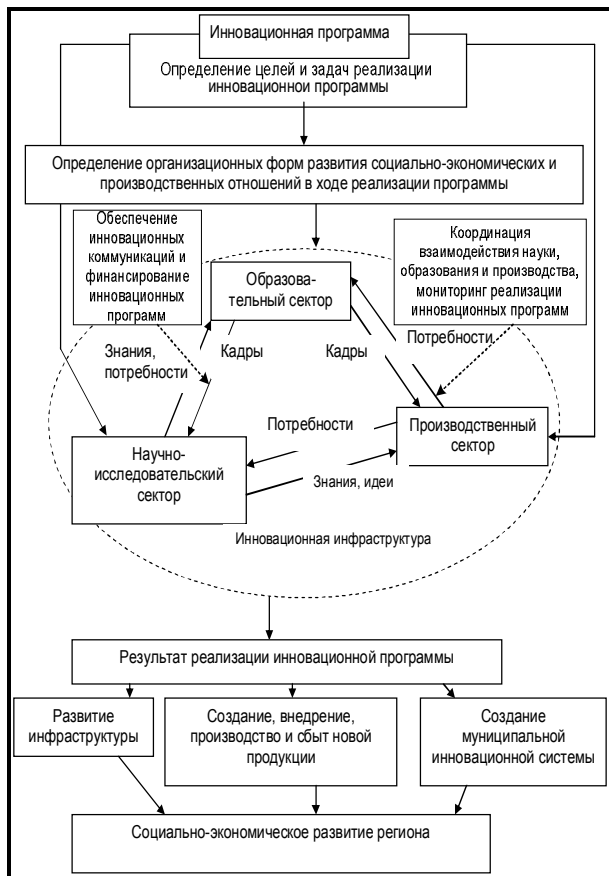 Инновационная программа
Определение целей и задач реализации
инновационной программы
Определение организационных форм развития социально-экономических и
производственных отношений в ходе реализации программы
Обеспечение
инновационных
коммуникаций и
финансирование
инновационных
программ
Координация
взаимодействия науки,
образования и производства,
мониторинг реализации
инновационных программ
Образова-
тельный сектор
Знания,
потребности
Кадры
Кадры
Потребности
Научно-
исследовательский
сектор
Потребности
Производственный
сектор
Знания, идеи
Инновационная инфраструктура
Результат реализации инновационной программы
Развитие
инфраструктуры
Создание, внедрение,
производство и сбыт новой
продукции
Создание
муниципальной
инновационной системы
Социально-экономическое развитие региона